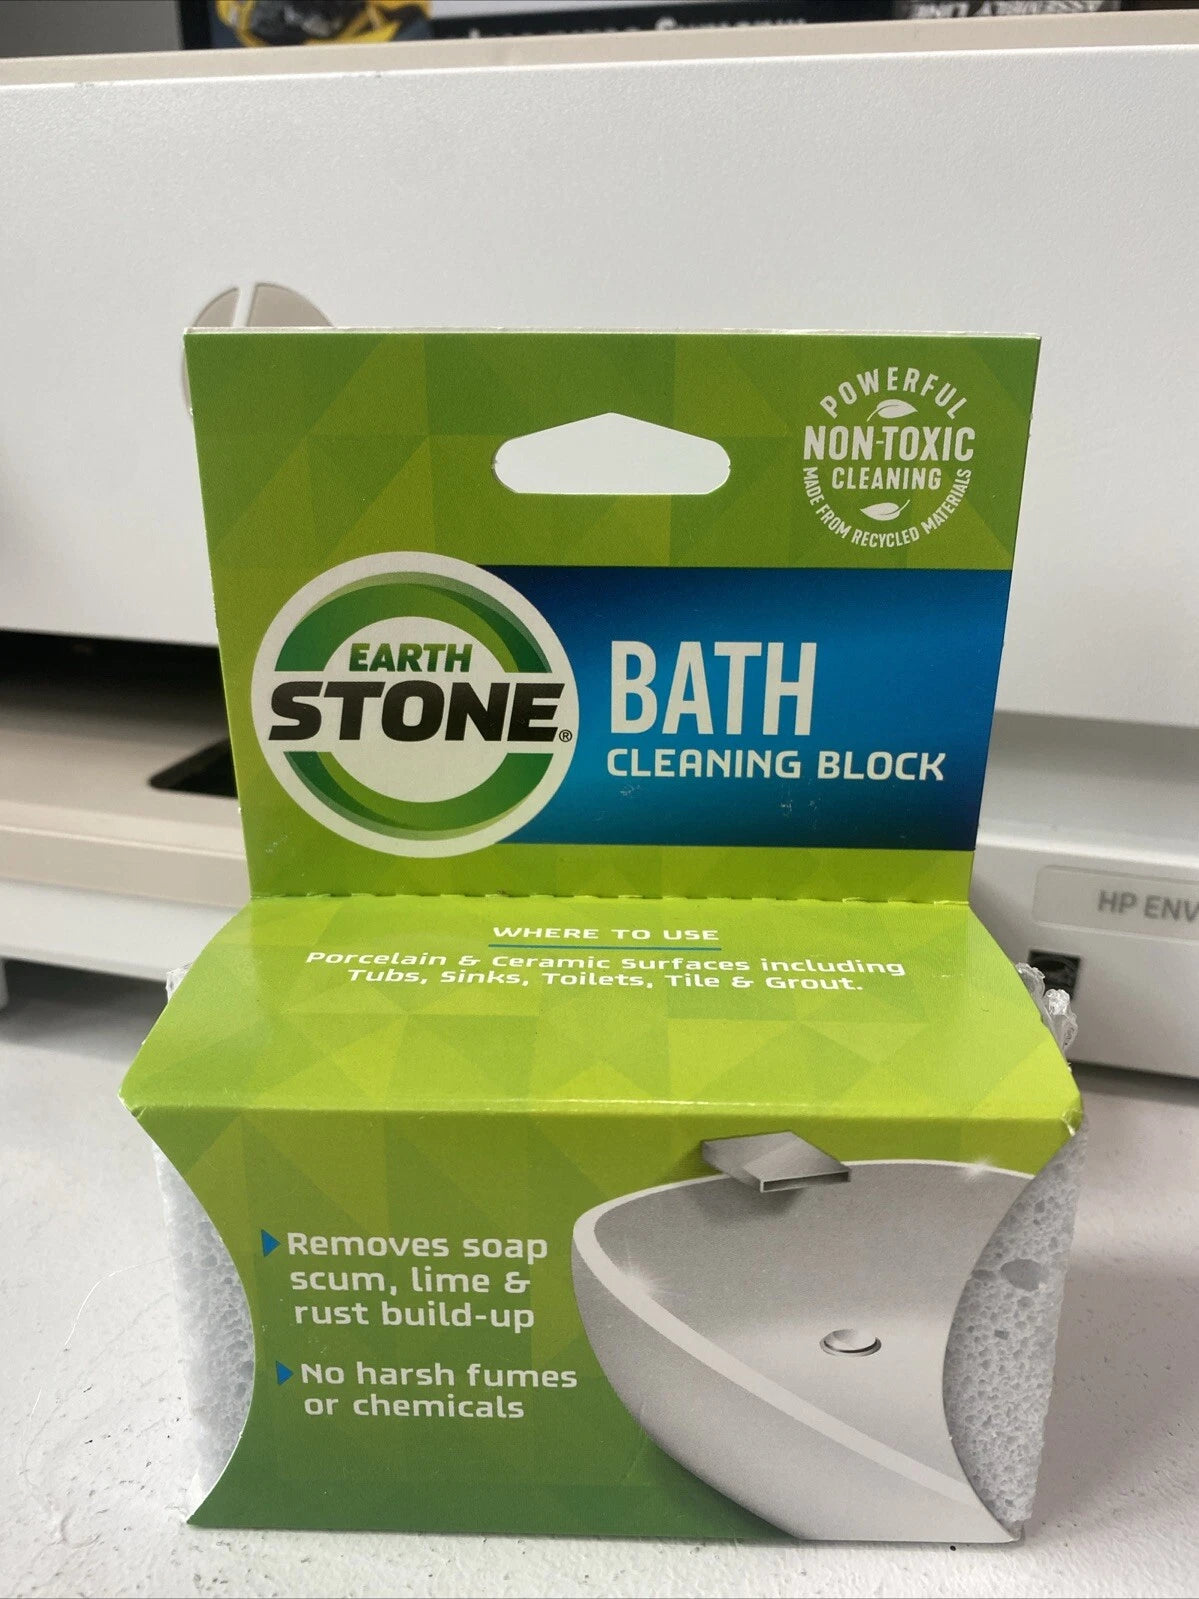 ASSEMBLY LINE
POWERFUL
NON-TOXIC
CLEANING
MADE FROM RECYCLED MATERIALS
EARTH
STONE®
BATH
CLEANING BLOCK
HP ENV
WHERE TO USE
Porcelain & Ceramic Surfaces including
Tubs, Sinks, Toilets, Tile & Grout.
Removes soap
scum, lime &
rust build-up
No harsh fumes
or chemicals